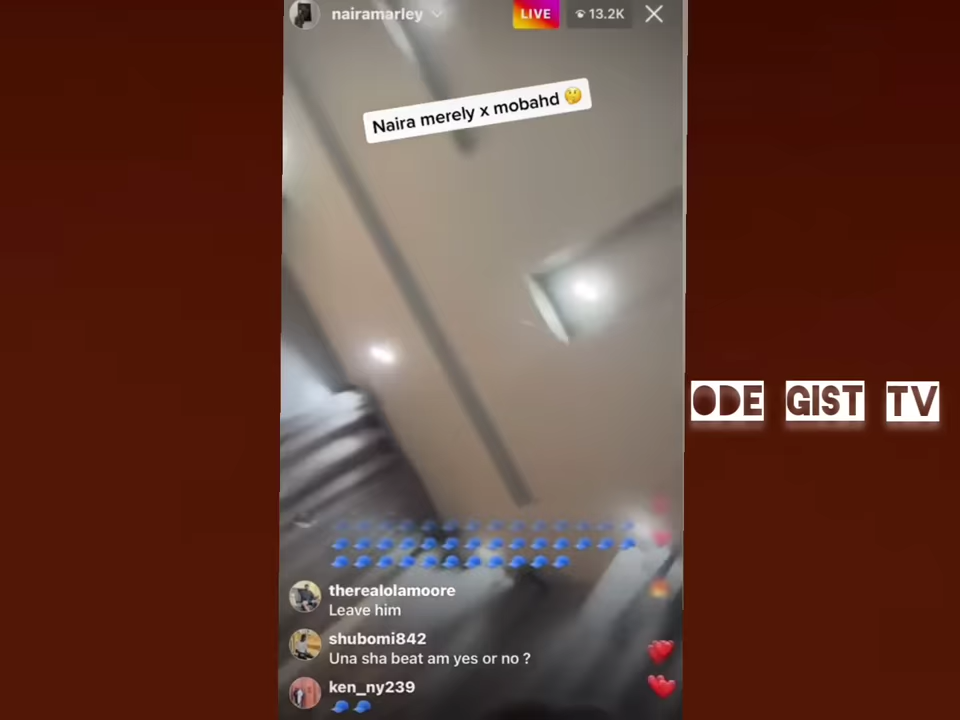 nairamarley
LIVE
13.2K
Naira merely x mobahd 🤫
ODE GIST TV
🧢🧢🧢🧢🧢🧢🧢🧢🧢🧢🧢🧢🧢🧢
🧢🧢🧢🧢🧢🧢🧢🧢🧢🧢🧢🧢🧢🧢
🧢🧢🧢🧢🧢🧢🧢🧢🧢🧢🧢
therealolamoore
Leave him
shubomi842
Una sha beat am yes or no ?
ken_ny239
🧢🧢